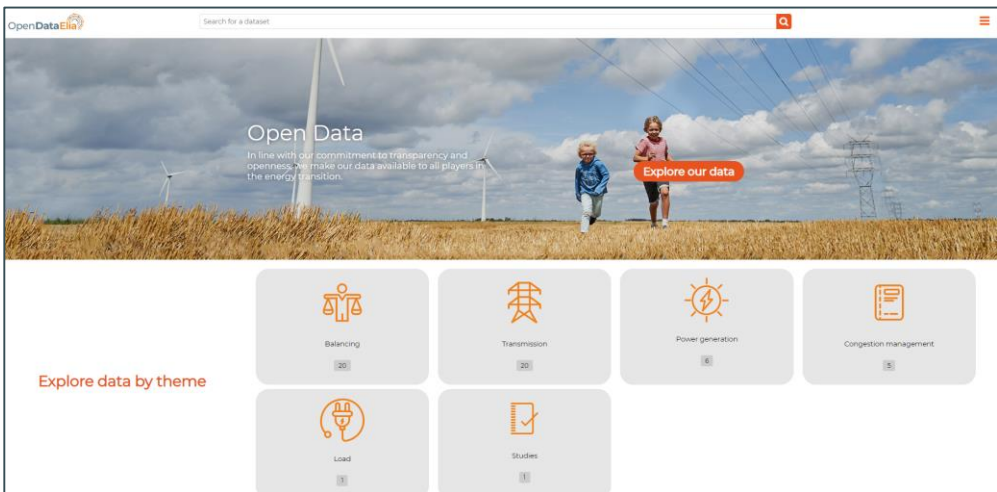 OpenDataElia
Search for a dataset
Open Data
In line with our commitment to transparency and
openness, we make our data available to all players in
the energy transition.
Explore our data
Explore data by theme
Balancing
20
Transmission
20
Power generation
6
Congestion management
5
Load
1
Studies
1